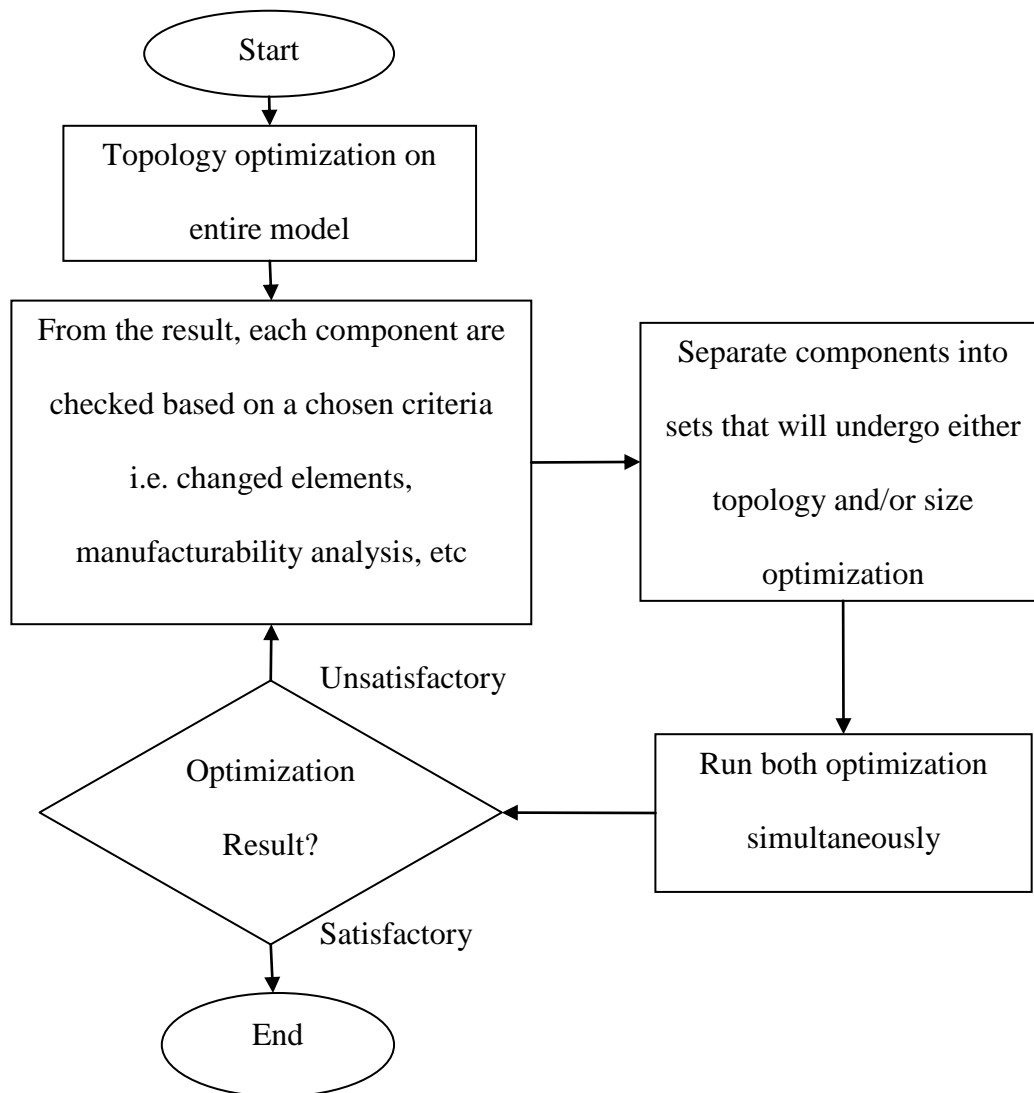 Start
Topology optimization on
entire model
From the result, each component are
checked based on a chosen criteria
i.e. changed elements,
manufacturability analysis, etc
Separate components into
sets that will undergo either
topology and/or size
optimization
Run both optimization
simultaneously
Unsatisfactory
Optimization
Result?
Satisfactory
End